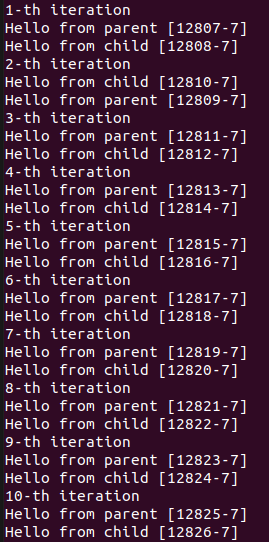 1-th iteration
Hello from parent [12807-7]
Hello from child [12808-7]
2-th iteration
Hello from child [12810-7]
Hello from parent [12809-7]
3-th iteration
Hello from parent [12811-7]
Hello from child [12812-7]
4-th iteration
Hello from parent [12813-7]
Hello from child [12814-7]
5-th iteration
Hello from parent [12815-7]
Hello from child [12816-7]
6-th iteration
Hello from parent [12817-7]
Hello from child [12818-7]
7-th iteration
Hello from parent [12819-7]
Hello from child [12820-7]
8-th iteration
Hello from parent [12821-7]
Hello from child [12822-7]
9-th iteration
Hello from parent [12823-7]
Hello from child [12824-7]
10-th iteration
Hello from parent [12825-7]
Hello from child [12826-7]